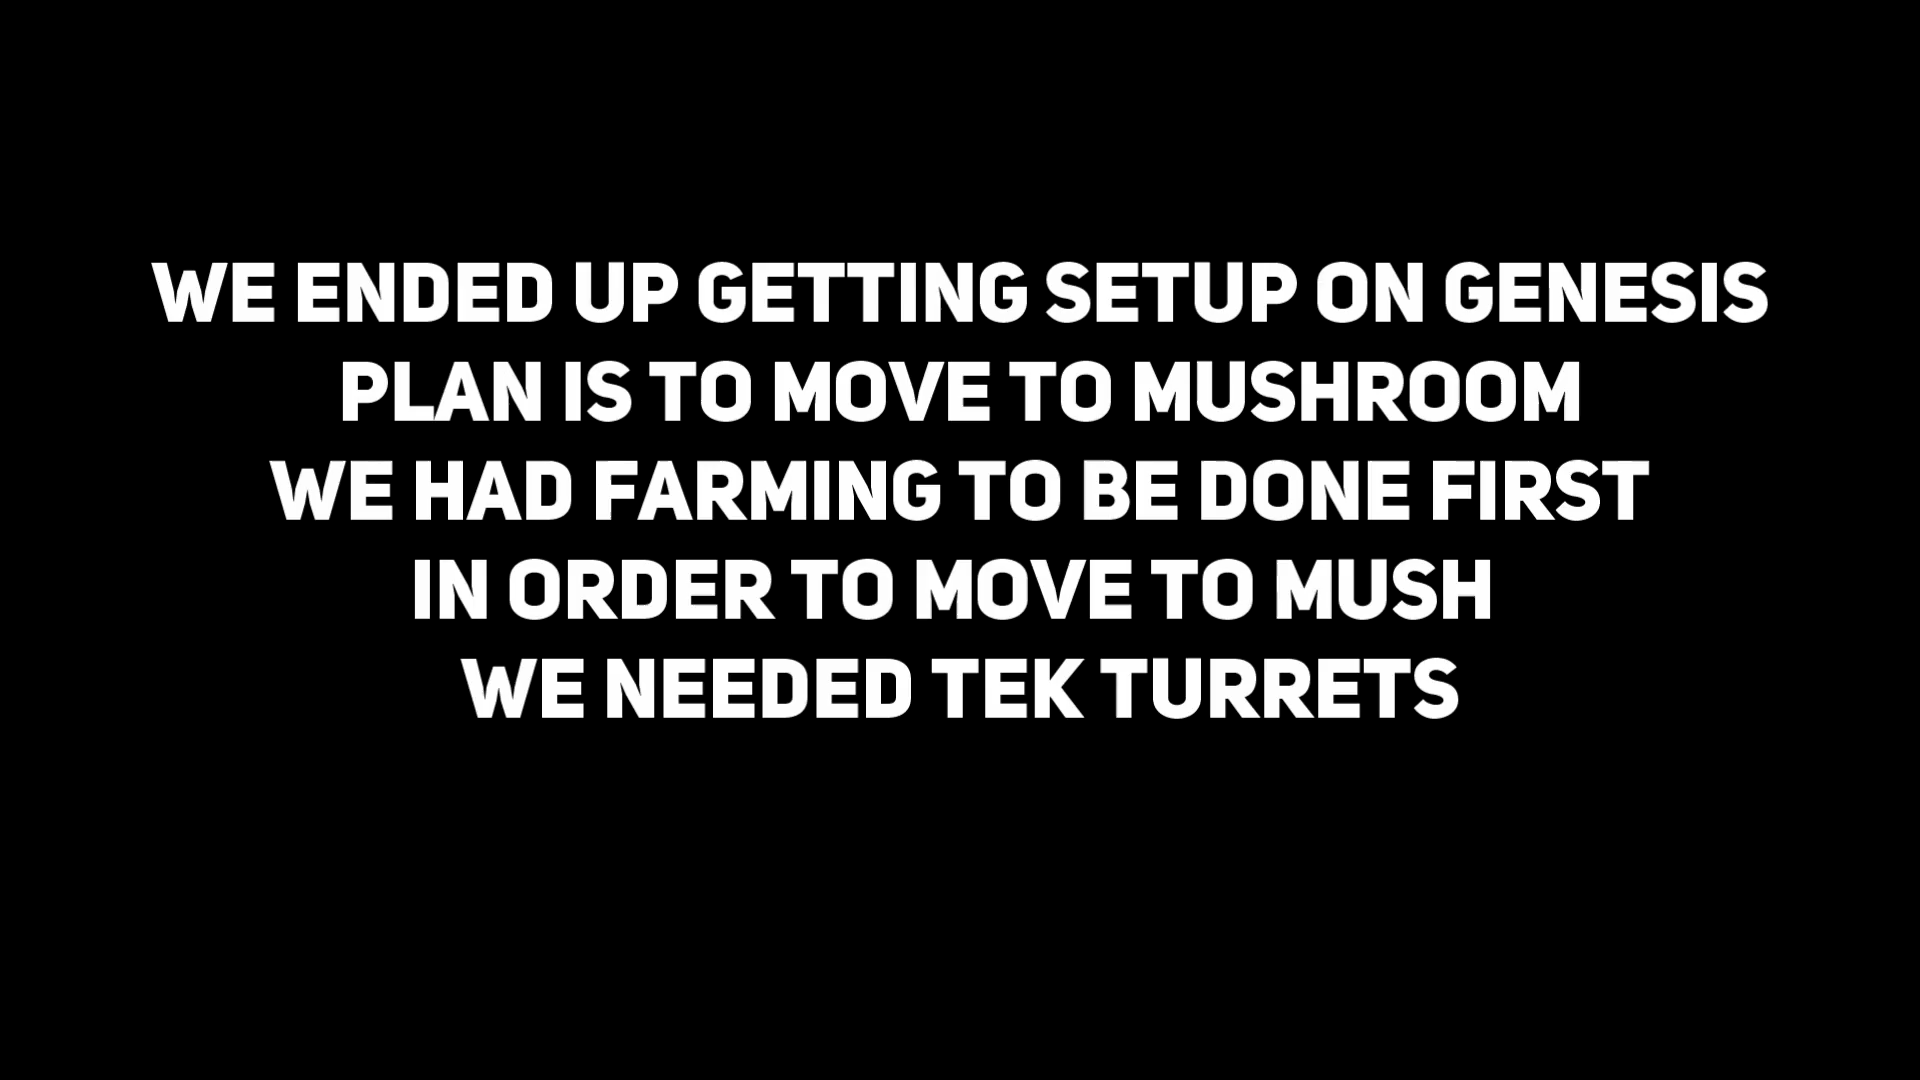 WE ENDED UP GETTING SETUP ON GENESIS
PLAN IS TO MOVE TO MUSHROOM
WE HAD FARMING TO BE DONE FIRST
IN ORDER TO MOVE TO MUSH
WE NEEDED TEK TURRETS